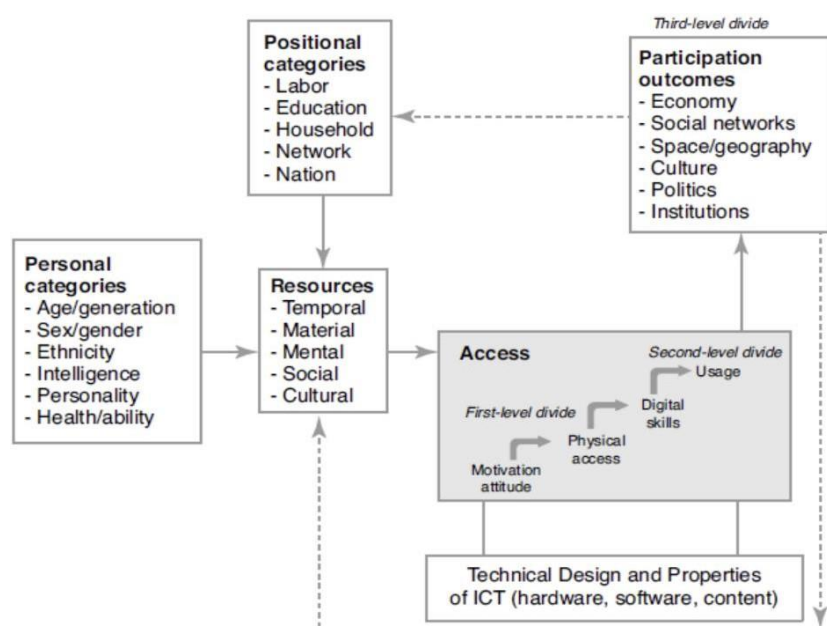 Third-level divide
Positional
categories
- Labor
- Education
- Household
- Network
- Nation
Participation
outcomes
- Economy
- Social networks
- Space/geography
- Culture
- Politics
- Institutions
Personal
categories
- Age/generation
- Sex/gender
- Ethnicity
- Intelligence
- Personality
- Health/ability
Resources
- Temporal
- Material
- Mental
- Social
- Cultural
Access
Second-level divide
Usage
First-level divide
Digital
skills
Physical
access
Motivation
attitude
Technical Design and Properties
of ICT (hardware, software, content)